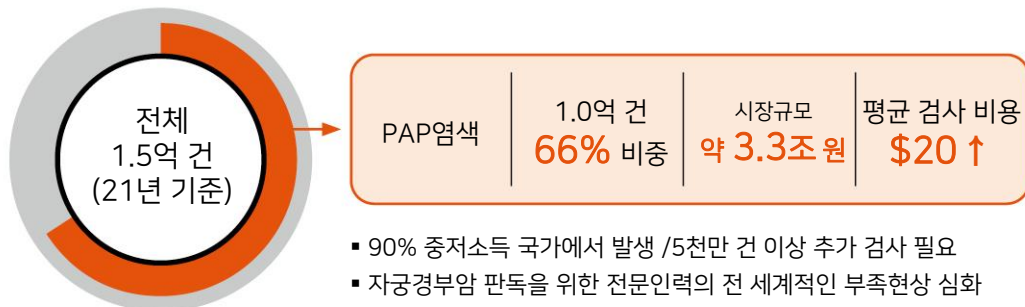 전체
1.5억 건
(21년 기준)
PAP염색
1.0억 건
66% 비중
시장규모
약 3.3조 원
평균 검사 비용
$20 ↑
▪ 90% 중저소득 국가에서 발생 /5천만 건 이상 추가 검사 필요
▪ 자궁경부암 판독을 위한 전문인력의 전 세계적인 부족현상 심화